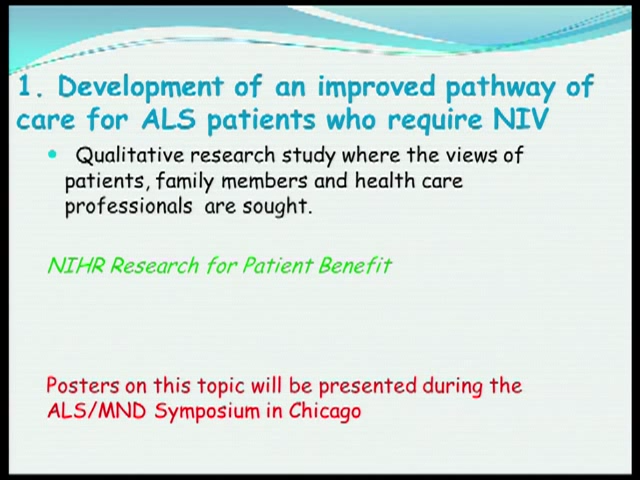 1. Development of an improved pathway of
care for ALS patients who require NIV
• Qualitative research study where the views of
patients, family members and health care
professionals are sought.
NIHR Research for Patient Benefit
Posters on this topic will be presented during the
ALS/MND Symposium in Chicago